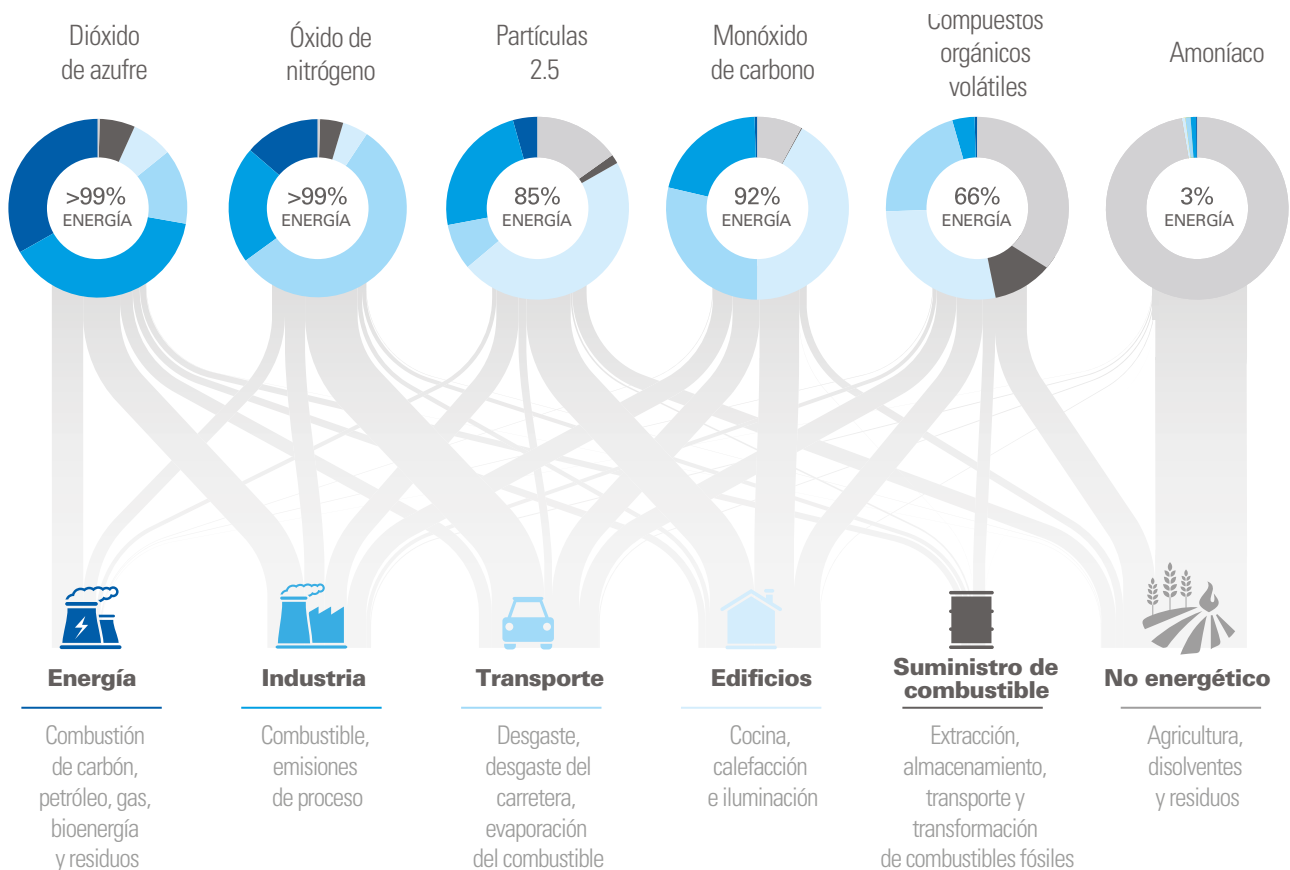 Dióxido
de azufre
Óxido de
nitrógeno
Partículas
2.5
Monóxido
de carbono
Compuestos
orgánicos
volátiles
Amoníaco
>99%
ENERGÍA
>99%
ENERGÍA
85%
ENERGÍA
92%
ENERGÍA
66%
ENERGÍA
3%
ENERGÍA
Energía
Combustión
de carbón,
petróleo, gas,
bioenergía
y residuos
Industria
Combustible,
emisiones
de proceso
Transporte
Desgaste,
desgaste del
carretera,
evaporación
del combustible
Edificios
Cocina,
calefacción
e iluminación
Suministro de
combustible
Extracción,
almacenamiento,
transporte y
transformación
de combustibles fósiles
No energético
Agricultura,
disolventes
y residuos